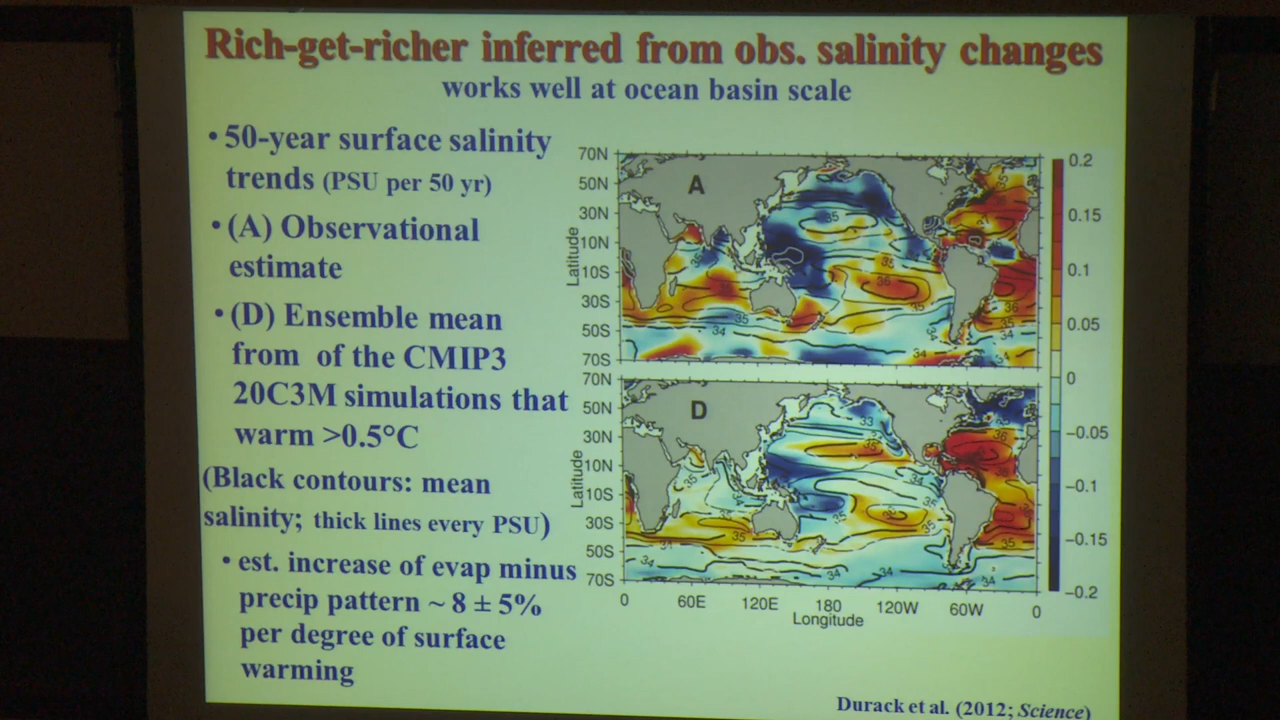 Rich-get-richer inferred from obs. salinity changes
works well at ocean basin scale
• 50-year surface salinity
trends (PSU per 50 yr)
• (A) Observational
estimate
• (D) Ensemble mean
from of the CMIP3
20C3M simulations that
warm >0.5°C
(Black contours: mean
salinity; thick lines every PSU)
• est. increase of evap minus
precip pattern ~ 8 ± 5%
per degree of surface
warming
A
70N
50N
30N
10N
10S
30S
50S
70S
Latitude
D
70N
50N
30N
10N
10S
30S
50S
70S
Latitude
0 60E 120E 180 120W 60W 0
Longitude
0.2
0.15
0.1
0.05
0
−0.05
−0.1
−0.15
−0.2
Durack et al. (2012; Science)